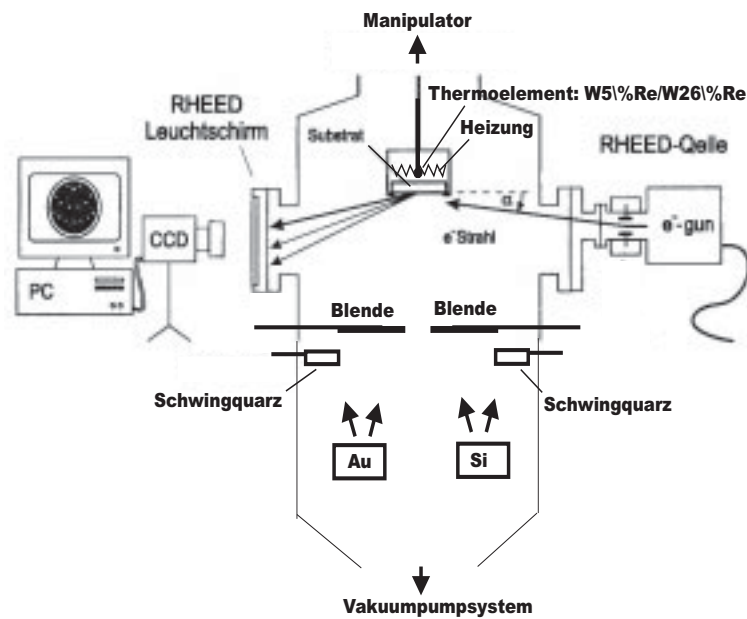 Manipulator
Thermoelement: W5\%Re/W26\%Re
RHEED
Leuchtschirm
Substrat
Heizung
RHEED-Qelle
α
e⁻-gun
CCD
e⁻Strahl
PC
Blende
Blende
Schwingquarz
Schwingquarz
Au
Si
Vakuumpumpsystem